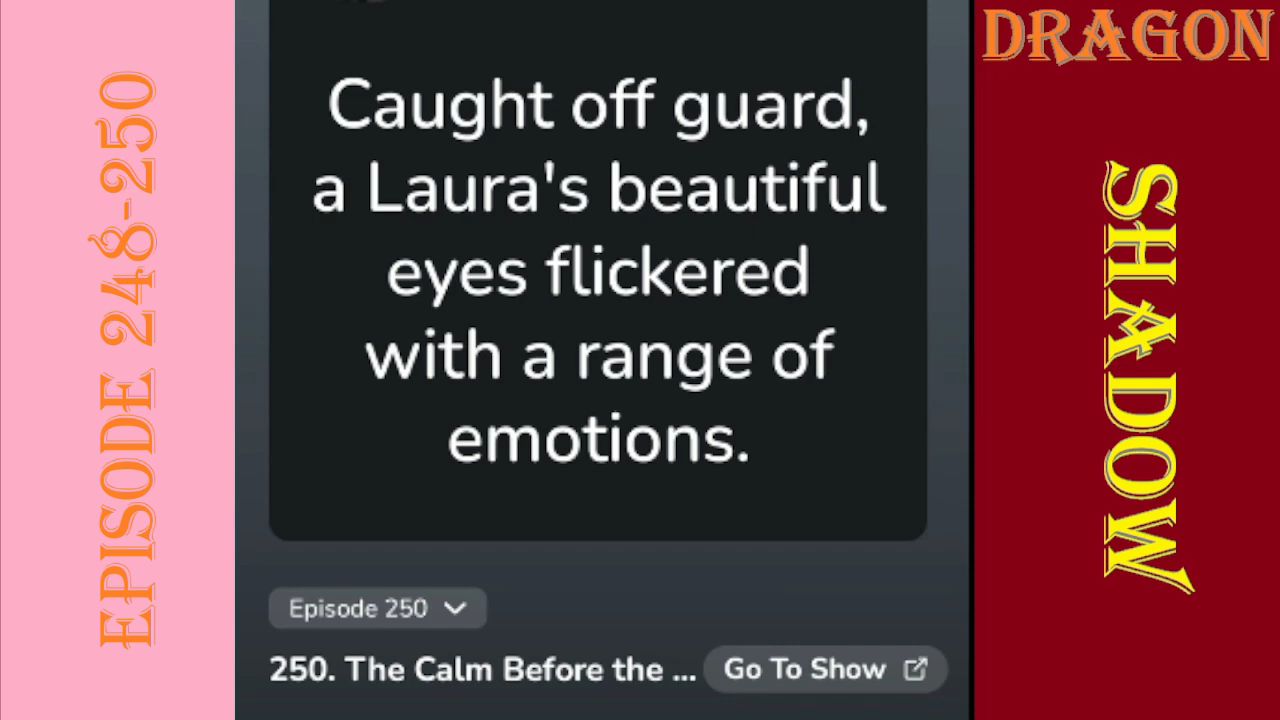 EPISODE 248-250
Caught off guard,
a Laura's beautiful
eyes flickered
with a range of
emotions.
Episode 250
250. The Calm Before the ...
Go To Show
DRAGON
SHADOW